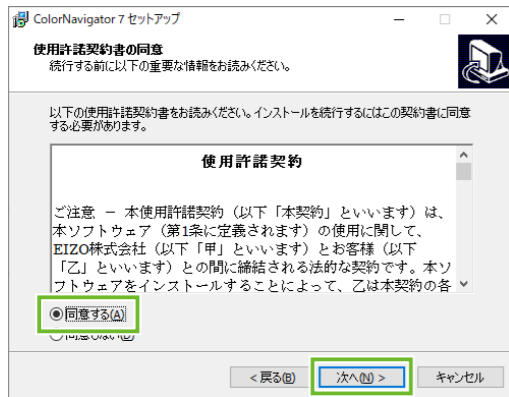 ColorNavigator 7 セットアップ
使用許諾契約書の同意
続行する前に以下の重要な情報をお読みください。
以下の使用許諾契約書をお読みください。インストールを続行するにはこの契約書に同意
する必要があります。
使用許諾契約
ご注意 － 本使用許諾契約（以下「本契約」といいます）は、
本ソフトウェア（第1条に定義されます）の使用に関して、
EIZO株式会社（以下「甲」といいます）とお客様（以下
「乙」といいます）との間に締結される法的な契約です。本ソ
フトウェアをインストールすることによって、乙は本契約の各
同意する(A)
同意しない(D)
< 戻る(B)
次へ(N) >
キャンセル